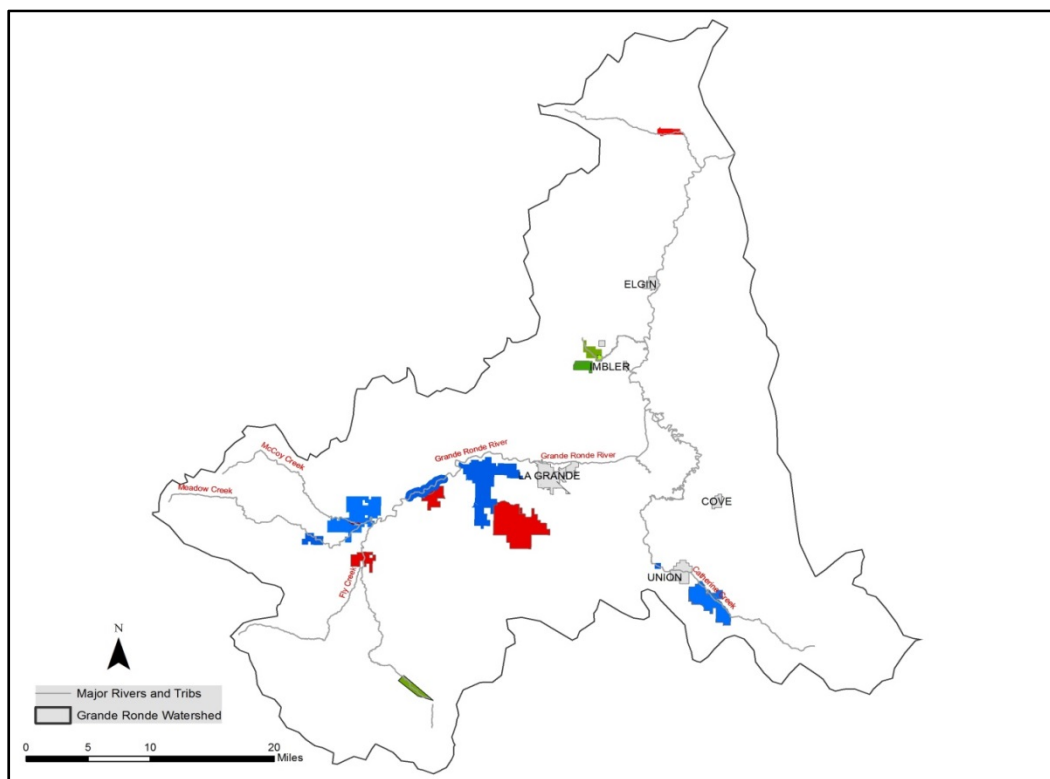 ELGIN
IMBLER
Grande Ronde River
Grande Ronde River
McCoy Creek
LA GRANDE
Meadow Creek
COVE
Fly Creek
UNION
Catherine Creek
N
Major Rivers and Tribs
Grande Ronde Watershed
0 5 10 20
Miles